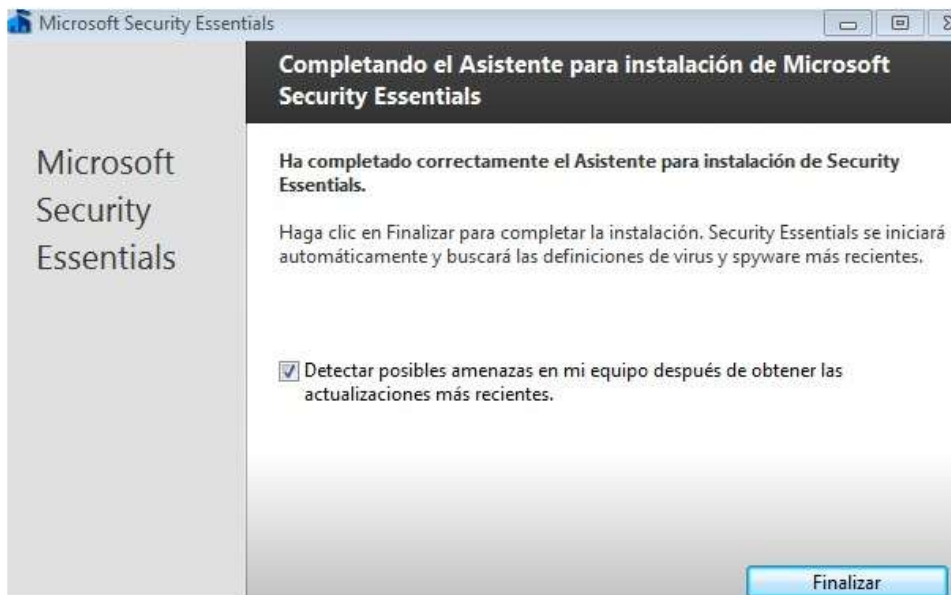 Microsoft Security Essentials
Completando el Asistente para instalación de Microsoft
Security Essentials
Microsoft
Security
Essentials
Ha completado correctamente el Asistente para instalación de Security
Essentials.
Haga clic en Finalizar para completar la instalación. Security Essentials se iniciará
automáticamente y buscará las definiciones de virus y spyware más recientes.
Detectar posibles amenazas en mi equipo después de obtener las
actualizaciones más recientes.
Finalizar